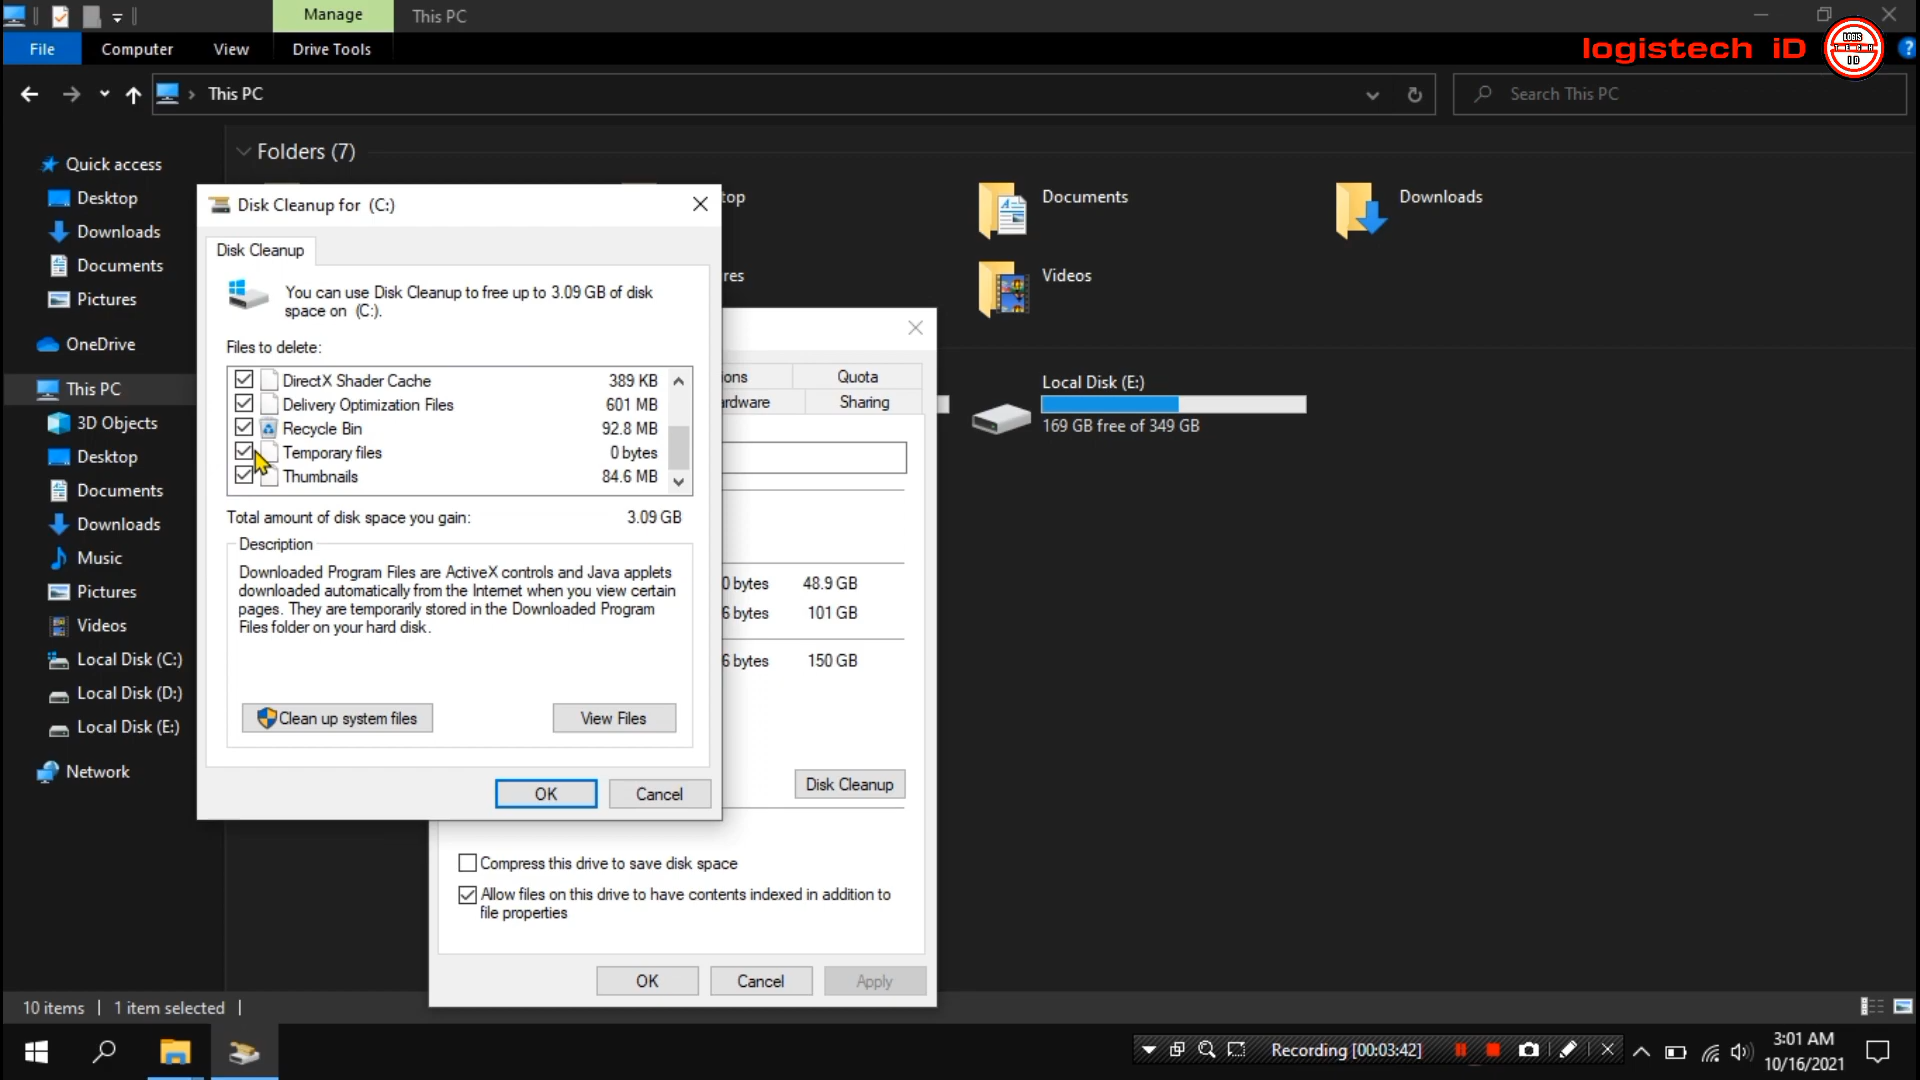 Manage
This PC
File
Computer
View
Drive Tools
logistech iD
LOGIS
TECH
ID
?
This PC
Search This PC
Quick access
Desktop
Downloads
Documents
Pictures
OneDrive
This PC
3D Objects
Desktop
Documents
Downloads
Music
Pictures
Videos
Local Disk (C:)
Local Disk (D:)
Local Disk (E:)
Network
Folders (7)
top
Documents
Downloads
res
Videos
Local Disk (E:)
169 GB free of 349 GB
Disk Cleanup for (C:)
Disk Cleanup
You can use Disk Cleanup to free up to 3.09 GB of disk
space on (C:).
Files to delete:
DirectX Shader Cache 389 KB
Delivery Optimization Files 601 MB
Recycle Bin 92.8 MB
Temporary files 0 bytes
Thumbnails 84.6 MB
Total amount of disk space you gain: 3.09 GB
Description
Downloaded Program Files are ActiveX controls and Java applets
downloaded automatically from the Internet when you view certain
pages. They are temporarily stored in the Downloaded Program
Files folder on your hard disk.
Clean up system files
View Files
OK
Cancel
ions
Quota
ardware
Sharing
0 bytes 48.9 GB
6 bytes 101 GB
6 bytes 150 GB
Disk Cleanup
Compress this drive to save disk space
Allow files on this drive to have contents indexed in addition to
file properties
OK
Cancel
Apply
10 items
1 item selected
Recording [00:03:42]
3:01 AM
10/16/2021